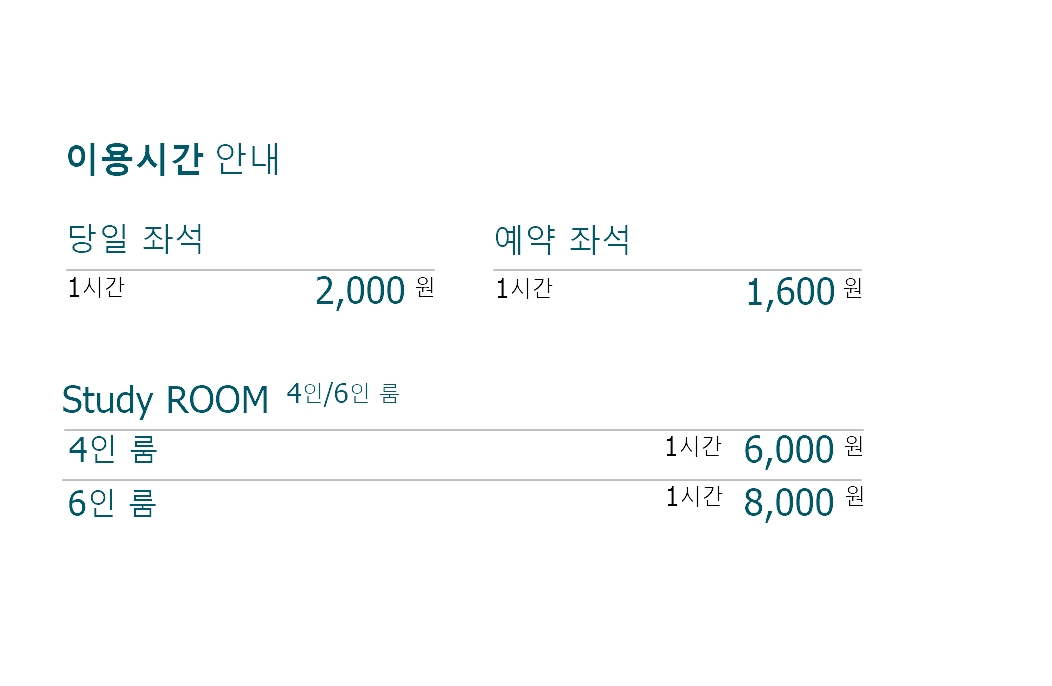 이용시간 안내
당일 좌석
1시간 2,000 원
예약 좌석
1시간 1,600 원
Study ROOM 4인/6인 룸
4인 룸 1시간 6,000 원
6인 룸 1시간 8,000 원